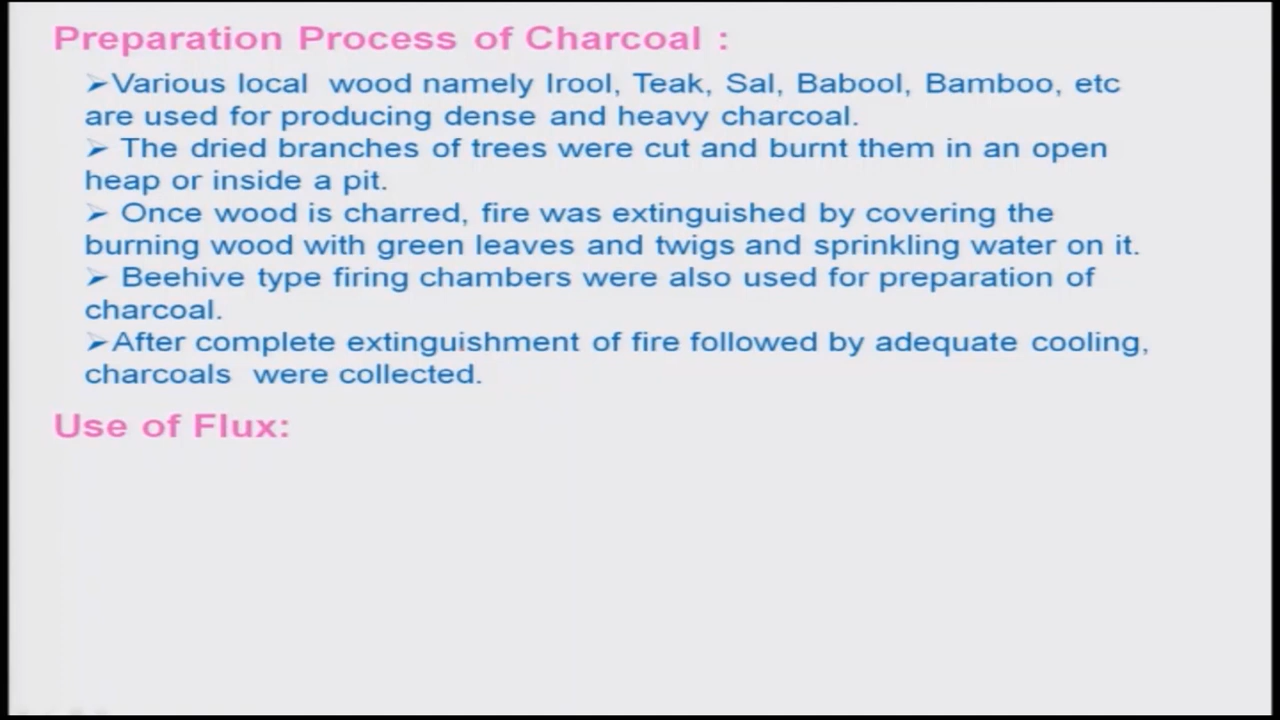 Preparation Process of Charcoal :
➢Various local wood namely Irool, Teak, Sal, Babool, Bamboo, etc
are used for producing dense and heavy charcoal.
➢ The dried branches of trees were cut and burnt them in an open
heap or inside a pit.
➢ Once wood is charred, fire was extinguished by covering the
burning wood with green leaves and twigs and sprinkling water on it.
➢ Beehive type firing chambers were also used for preparation of
charcoal.
➢After complete extinguishment of fire followed by adequate cooling,
charcoals were collected.
Use of Flux: